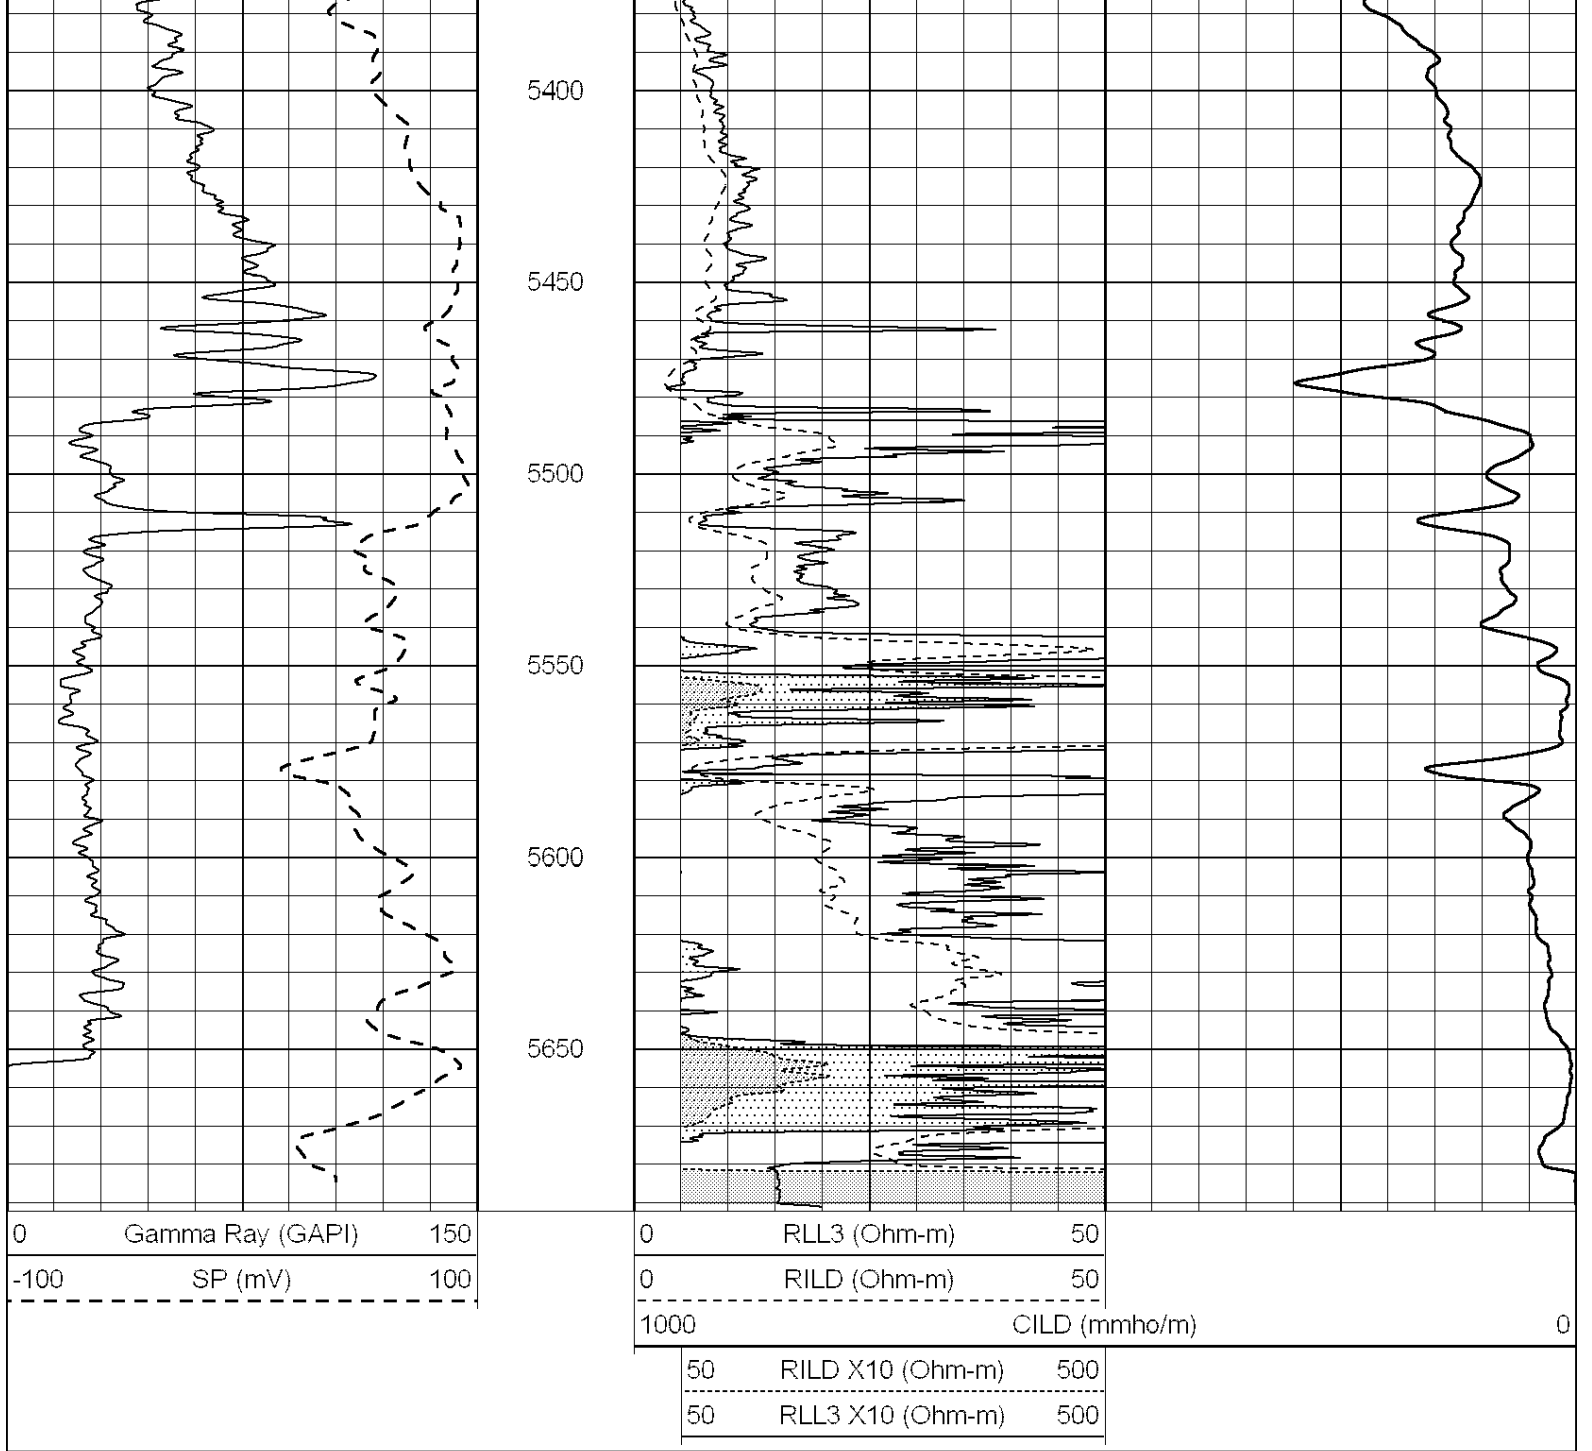 5400
5450
5500
5550
5600
5650
0 Gamma Ray (GAPI) 150
-100 SP (mV) 100
0 RLL3 (Ohm-m) 50
0 RILD (Ohm-m) 50
1000 CILD (mmho/m) 0
50 RILD X10 (Ohm-m) 500
50 RLL3 X10 (Ohm-m) 500